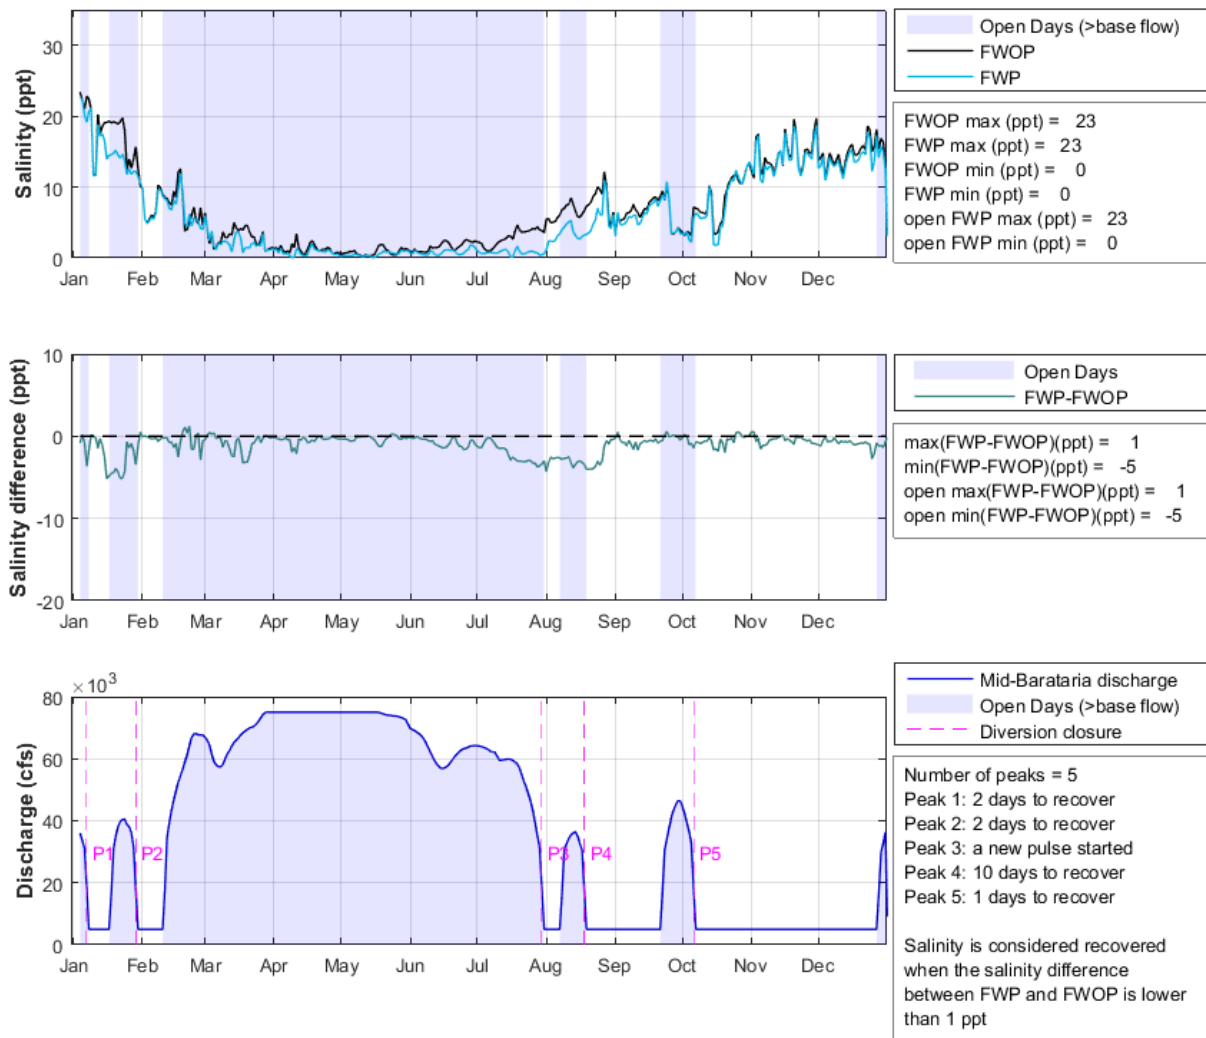 Salinity (ppt)
30
20
10
0
Jan Feb Mar Apr May Jun Jul Aug Sep Oct Nov Dec
Open Days (>base flow)
FWOP
FWP
FWOP max (ppt) = 23
FWP max (ppt) = 23
FWOP min (ppt) = 0
FWP min (ppt) = 0
open FWP max (ppt) = 23
open FWP min (ppt) = 0
Salinity difference (ppt)
10
0
-10
-20
Jan Feb Mar Apr May Jun Jul Aug Sep Oct Nov Dec
Open Days
FWP-FWOP
max(FWP-FWOP)(ppt) = 1
min(FWP-FWOP)(ppt) = -5
open max(FWP-FWOP)(ppt) = 1
open min(FWP-FWOP)(ppt) = -5
Discharge (cfs)
× 10³
80
60
40
20
0
P1 P2 P3 P4 P5
Jan Feb Mar Apr May Jun Jul Aug Sep Oct Nov Dec
Mid-Barataria discharge
Open Days (>base flow)
Diversion closure
Number of peaks = 5
Peak 1: 2 days to recover
Peak 2: 2 days to recover
Peak 3: a new pulse started
Peak 4: 10 days to recover
Peak 5: 1 days to recover
Salinity is considered recovered
when the salinity difference
between FWP and FWOP is lower
than 1 ppt